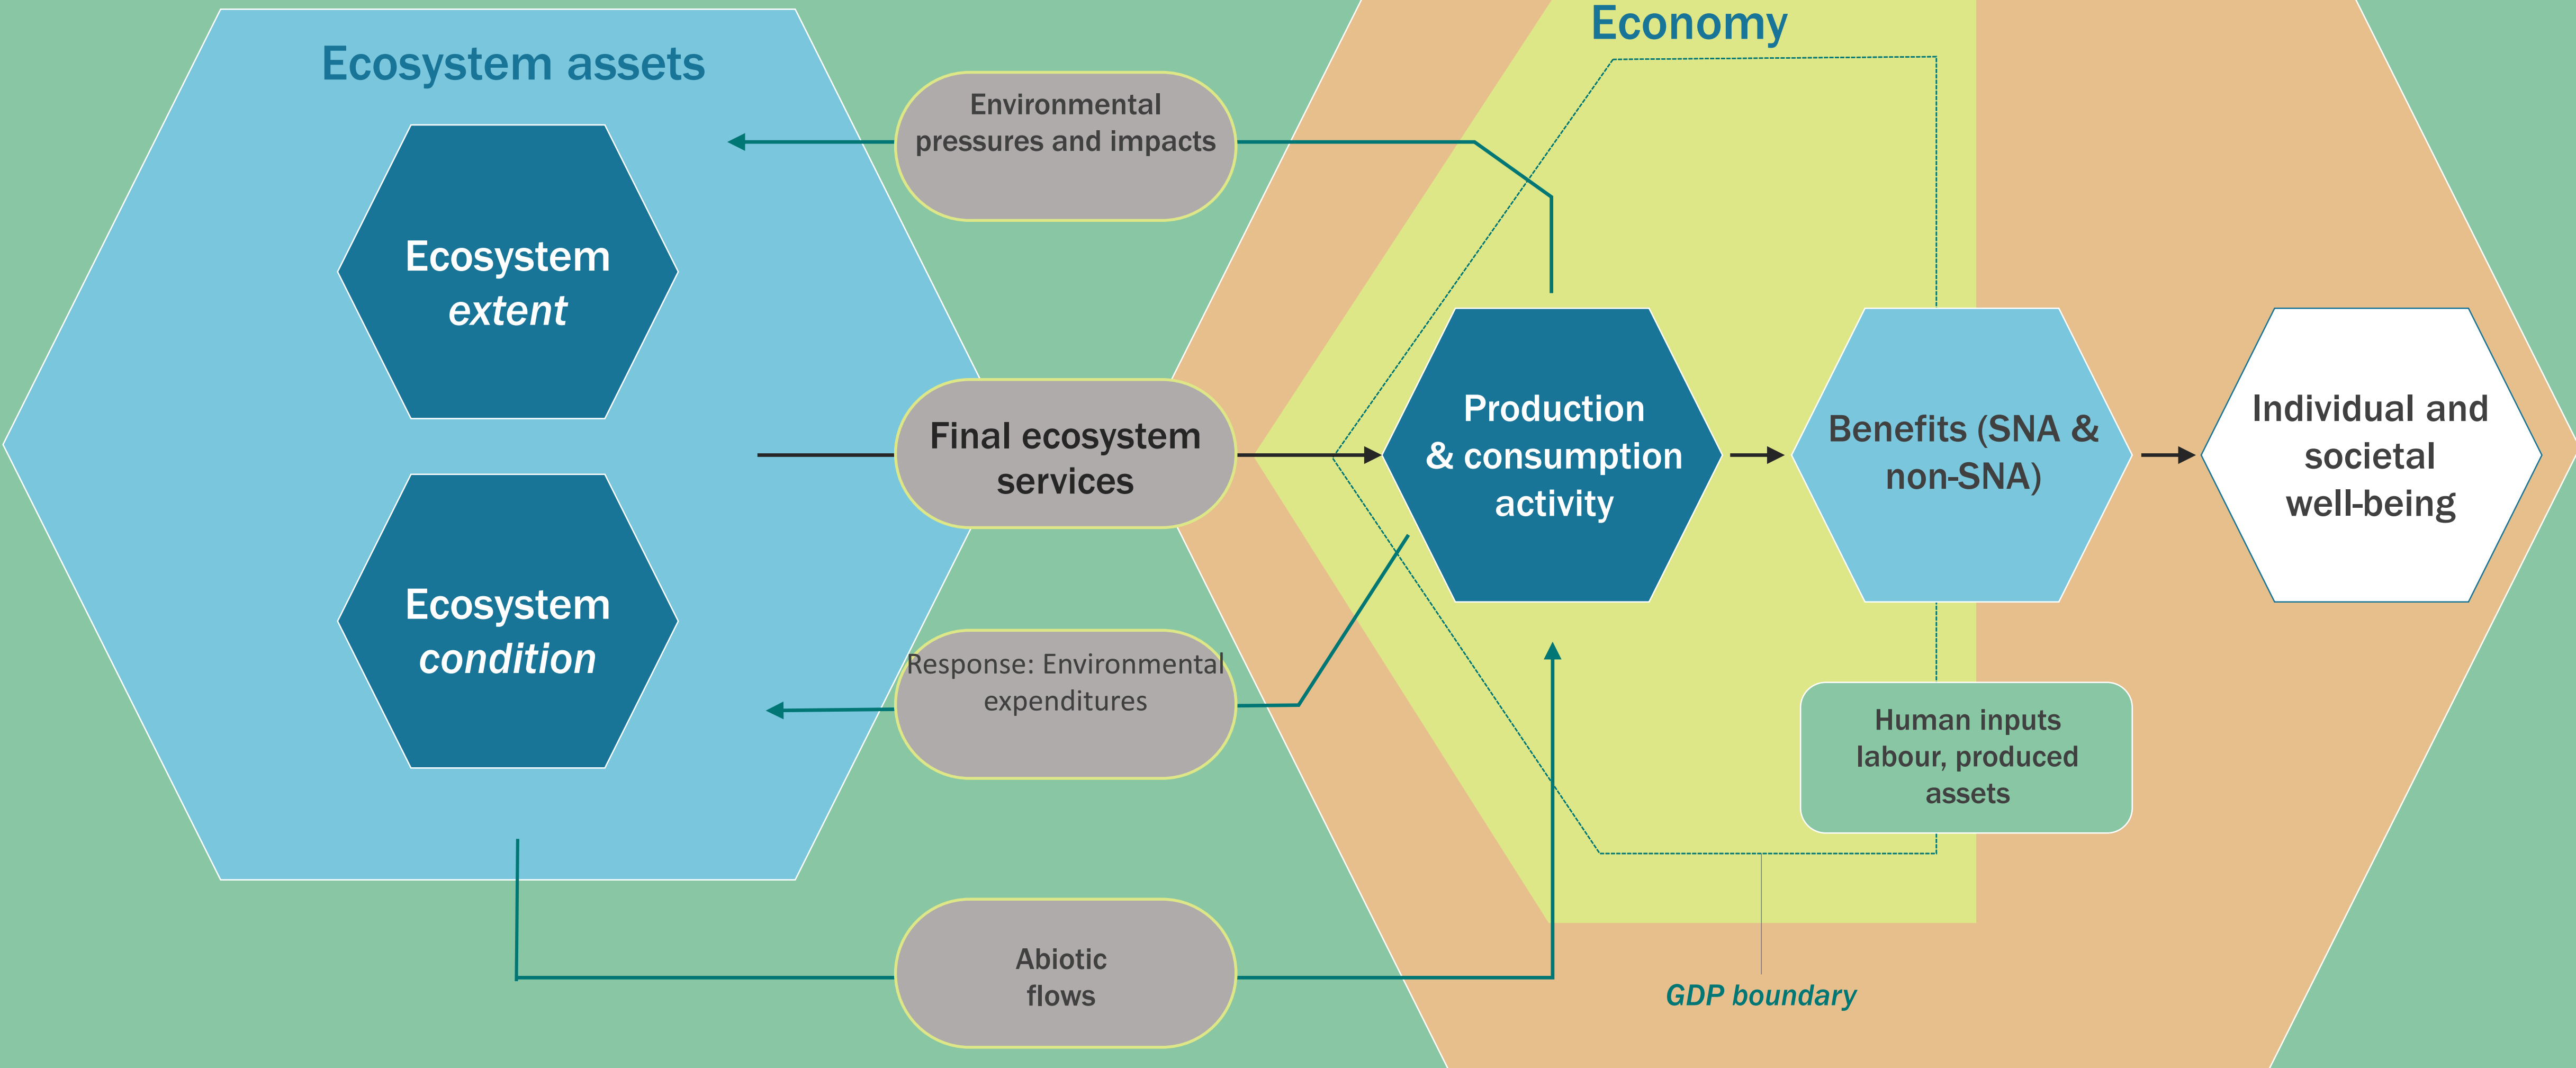 Economy
Ecosystem assets
Environmental
pressures and impacts
Ecosystem
extent
Final ecosystem
services
Production
& consumption
activity
Benefits (SNA &
non-SNA)
Individual and
societal
well-being
Ecosystem
condition
Response: Environmental
expenditures
Human inputs
labour, produced
assets
Abiotic
flows
GDP boundary